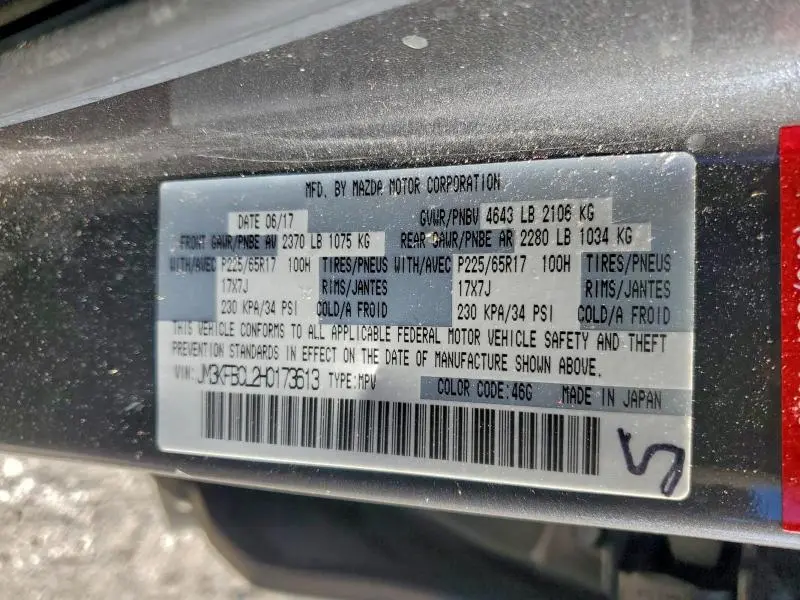 MFD. BY MAZDA MOTOR CORPORATION
DATE 06/17 GVWR/PNBV 4643 LB 2106 KG
FRONT GAWR/PNBE AV 2370 LB 1075 KG REAR GAWR/PNBE AR 2280 LB 1034 KG
WITH/AVEC P225/65R17 100H TIRES/PNEUS WITH/AVEC P225/65R17 100H TIRES/PNEUS
17X7J RIMS/JANTES 17X7J RIMS/JANTES
230 KPA/34 PSI COLD/A FROID 230 KPA/34 PSI COLD/A FROID
THIS VEHICLE CONFORMS TO ALL APPLICABLE FEDERAL MOTOR VEHICLE SAFETY AND THEFT
PREVENTION STANDARDS IN EFFECT ON THE DATE OF MANUFACTURE SHOWN ABOVE.
VIN: JM3KFBCL2H0173613 TYPE:MPV COLOR CODE:46G MADE IN JAPAN
5